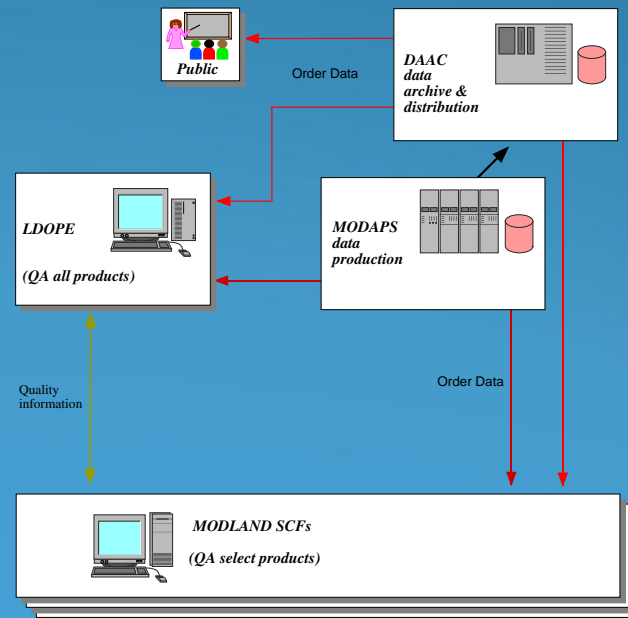 Public
Order Data
DAAC
data
archive &
distribution
LDOPE
(QA all products)
MODAPS
data
production
Quality
information
Order Data
MODLAND SCFs
(QA select products)